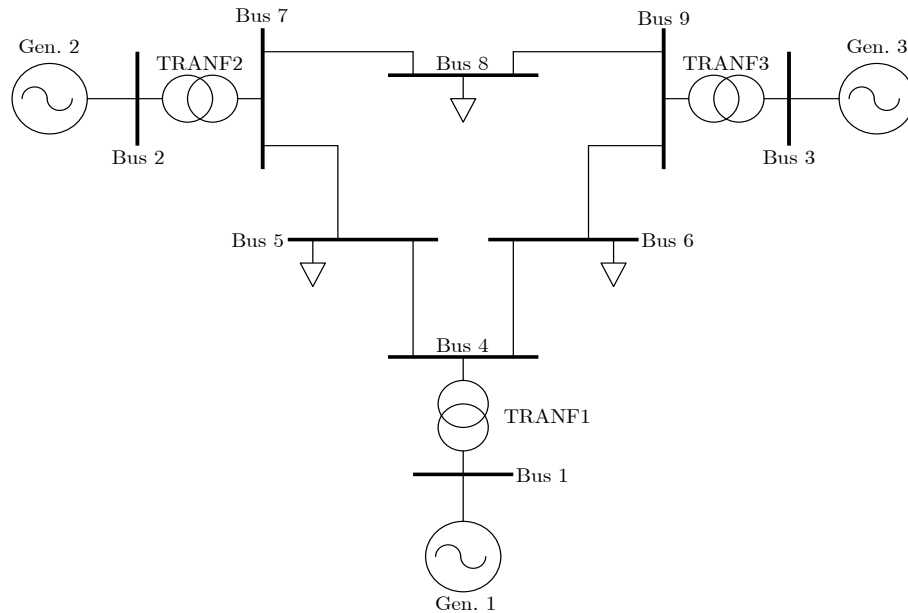 Bus 7
Bus 9
Gen. 2
Gen. 3
TRANF2
Bus 8
TRANF3
Bus 2
Bus 3
Bus 5
Bus 6
Bus 4
TRANF1
Bus 1
Gen. 1